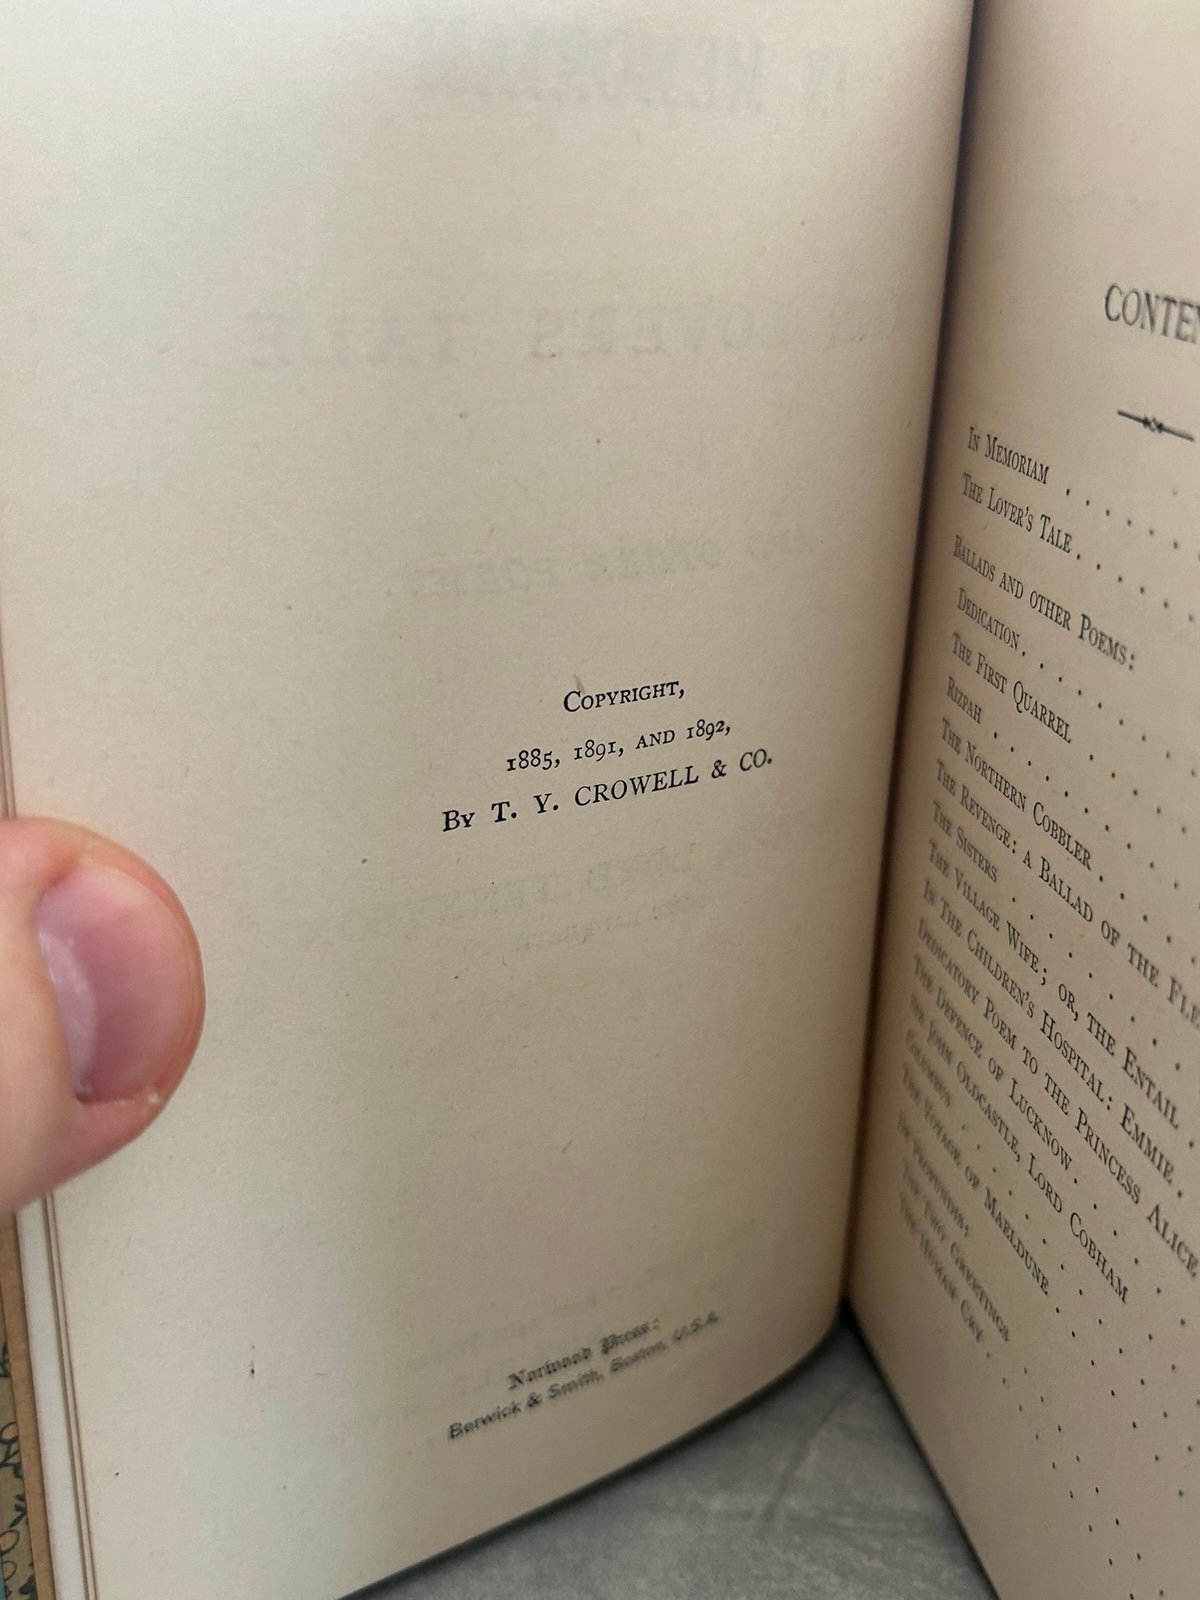 Copyright,
1885, 1891, and 1892,
By T. Y. CROWELL & CO.
Norwood Press:
Berwick & Smith, Boston, U.S.A.
CONTEN
In Memoriam . . . . . .
The Lover's Tale . . . . .
Ballads and other Poems:
Dedication . . . . . .
The First Quarrel . . . .
Rizpah . . . . . .
The Northern Cobbler . . . .
The Revenge: a Ballad of the Fle
The Sisters . . . . . .
The Village Wife; or, the Entail .
In the Children's Hospital: Emmie .
Dedicatory Poem to the Princess Alice
The Defence of Lucknow . . . .
Sir John Oldcastle, Lord Cobham
Columbus . . . . . .
The Voyage of Maeldune . . . .
De Profundis:
The Two Greetings . . . .
The Human Cry . . . . .